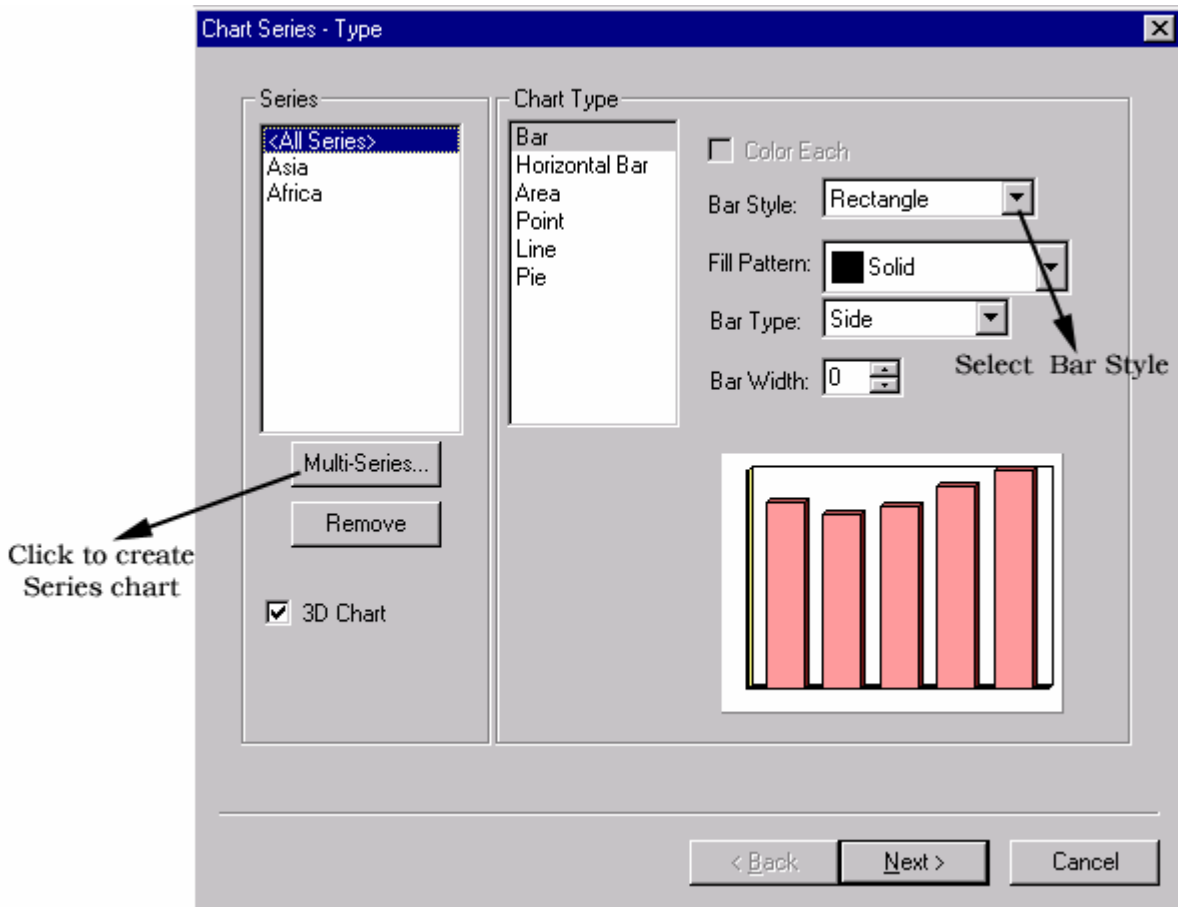 Chart Series - Type
Series
<All Series>
Asia
Africa
Multi-Series...
Remove
3D Chart
Click to create
Series chart
Chart Type
Bar
Horizontal Bar
Area
Point
Line
Pie
Color Each
Bar Style: Rectangle
Fill Pattern: Solid
Bar Type: Side
Bar Width: 0
Select Bar Style
< Back
Next >
Cancel